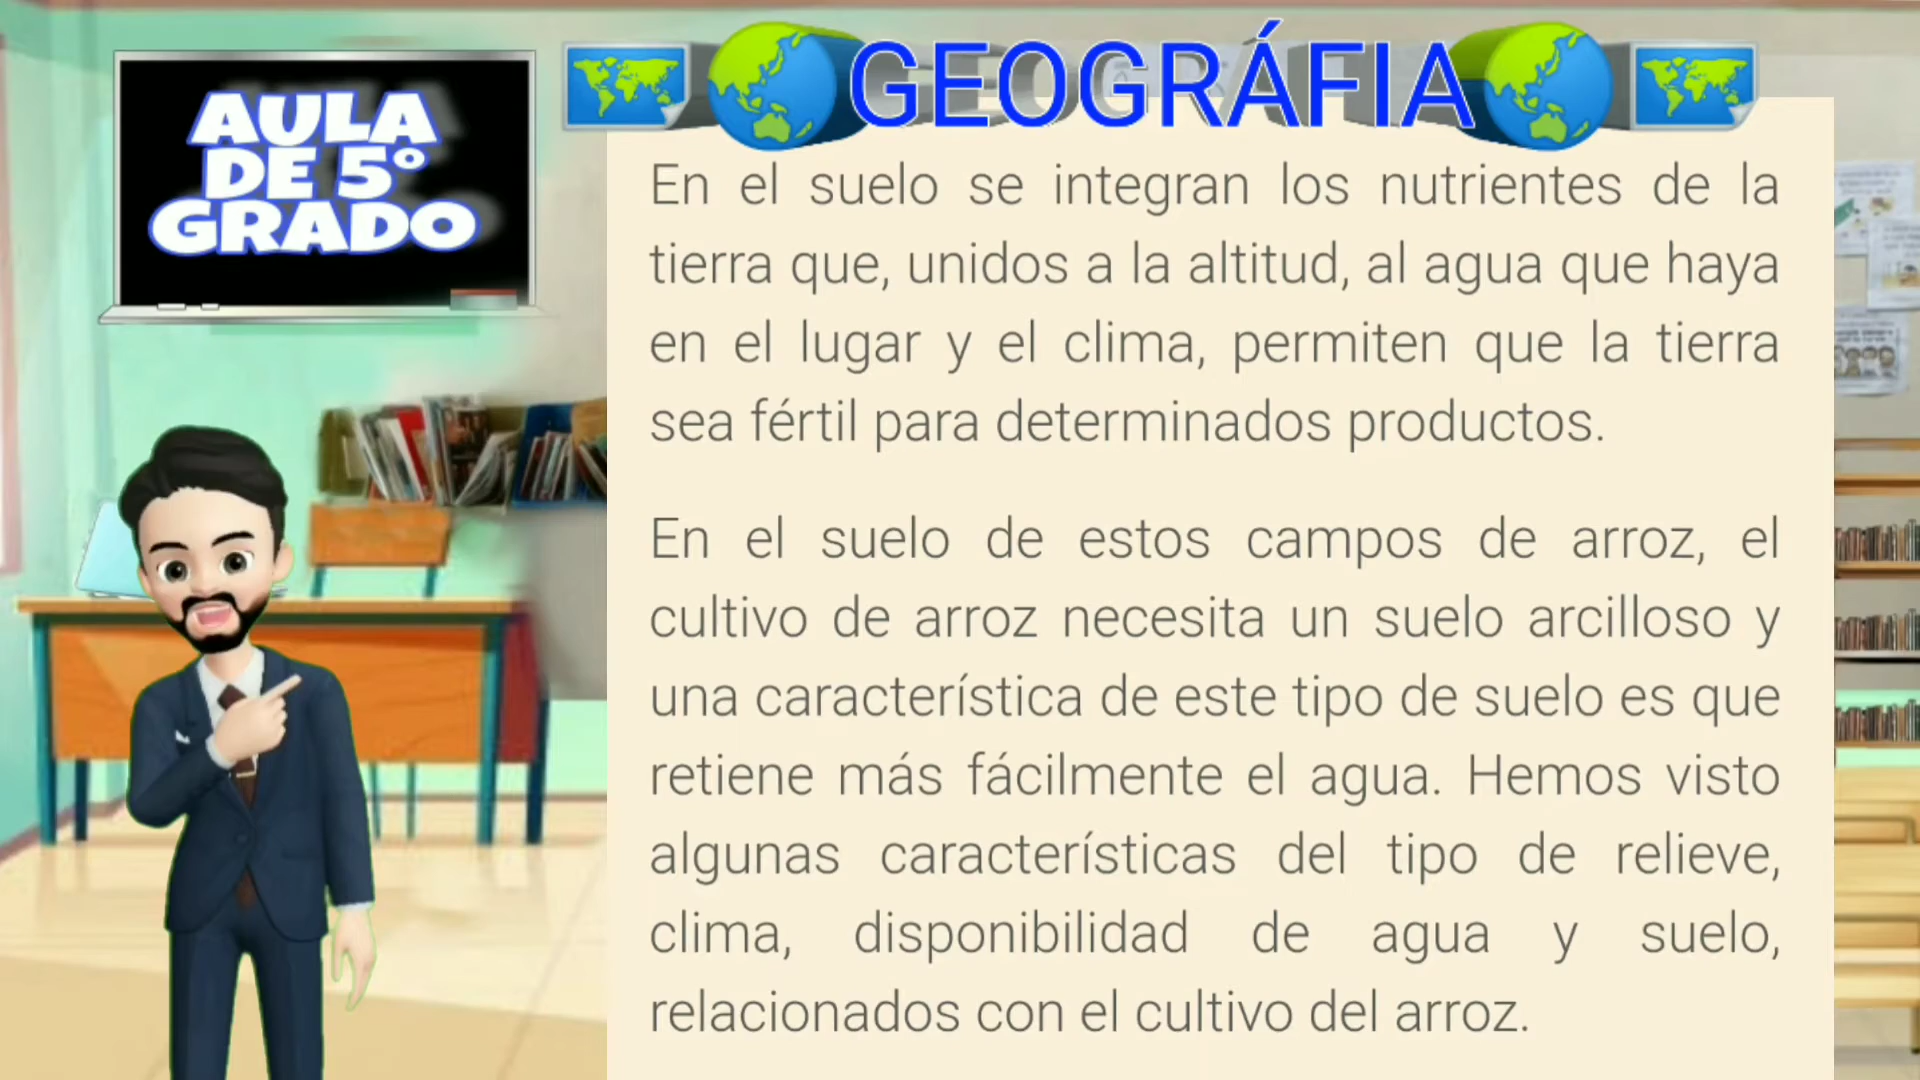 AULA
DE 5°
GRADO
GEOGRÁFIA
En el suelo se integran los nutrientes de la
tierra que, unidos a la altitud, al agua que haya
en el lugar y el clima, permiten que la tierra
sea fértil para determinados productos.
En el suelo de estos campos de arroz, el
cultivo de arroz necesita un suelo arcilloso y
una característica de este tipo de suelo es que
retiene más fácilmente el agua. Hemos visto
algunas características del tipo de relieve,
clima, disponibilidad de agua y suelo,
relacionados con el cultivo del arroz.